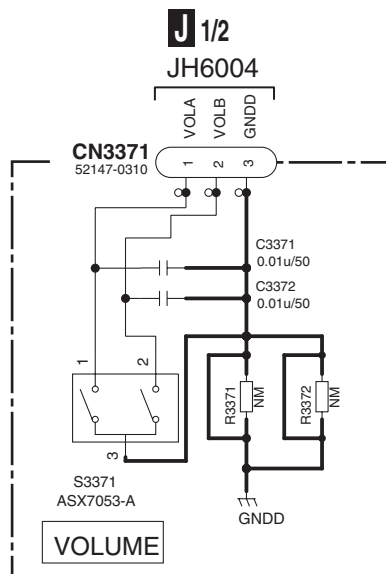 J 1/2
JH6004
VOLA
VOLB
GNDD
CN3371
52147-0310
1
2
3
C3371
0.01u/50
C3372
0.01u/50
1
2
3
R3371
NM
R3372
NM
S3371
ASX7053-A
GNDD
VOLUME